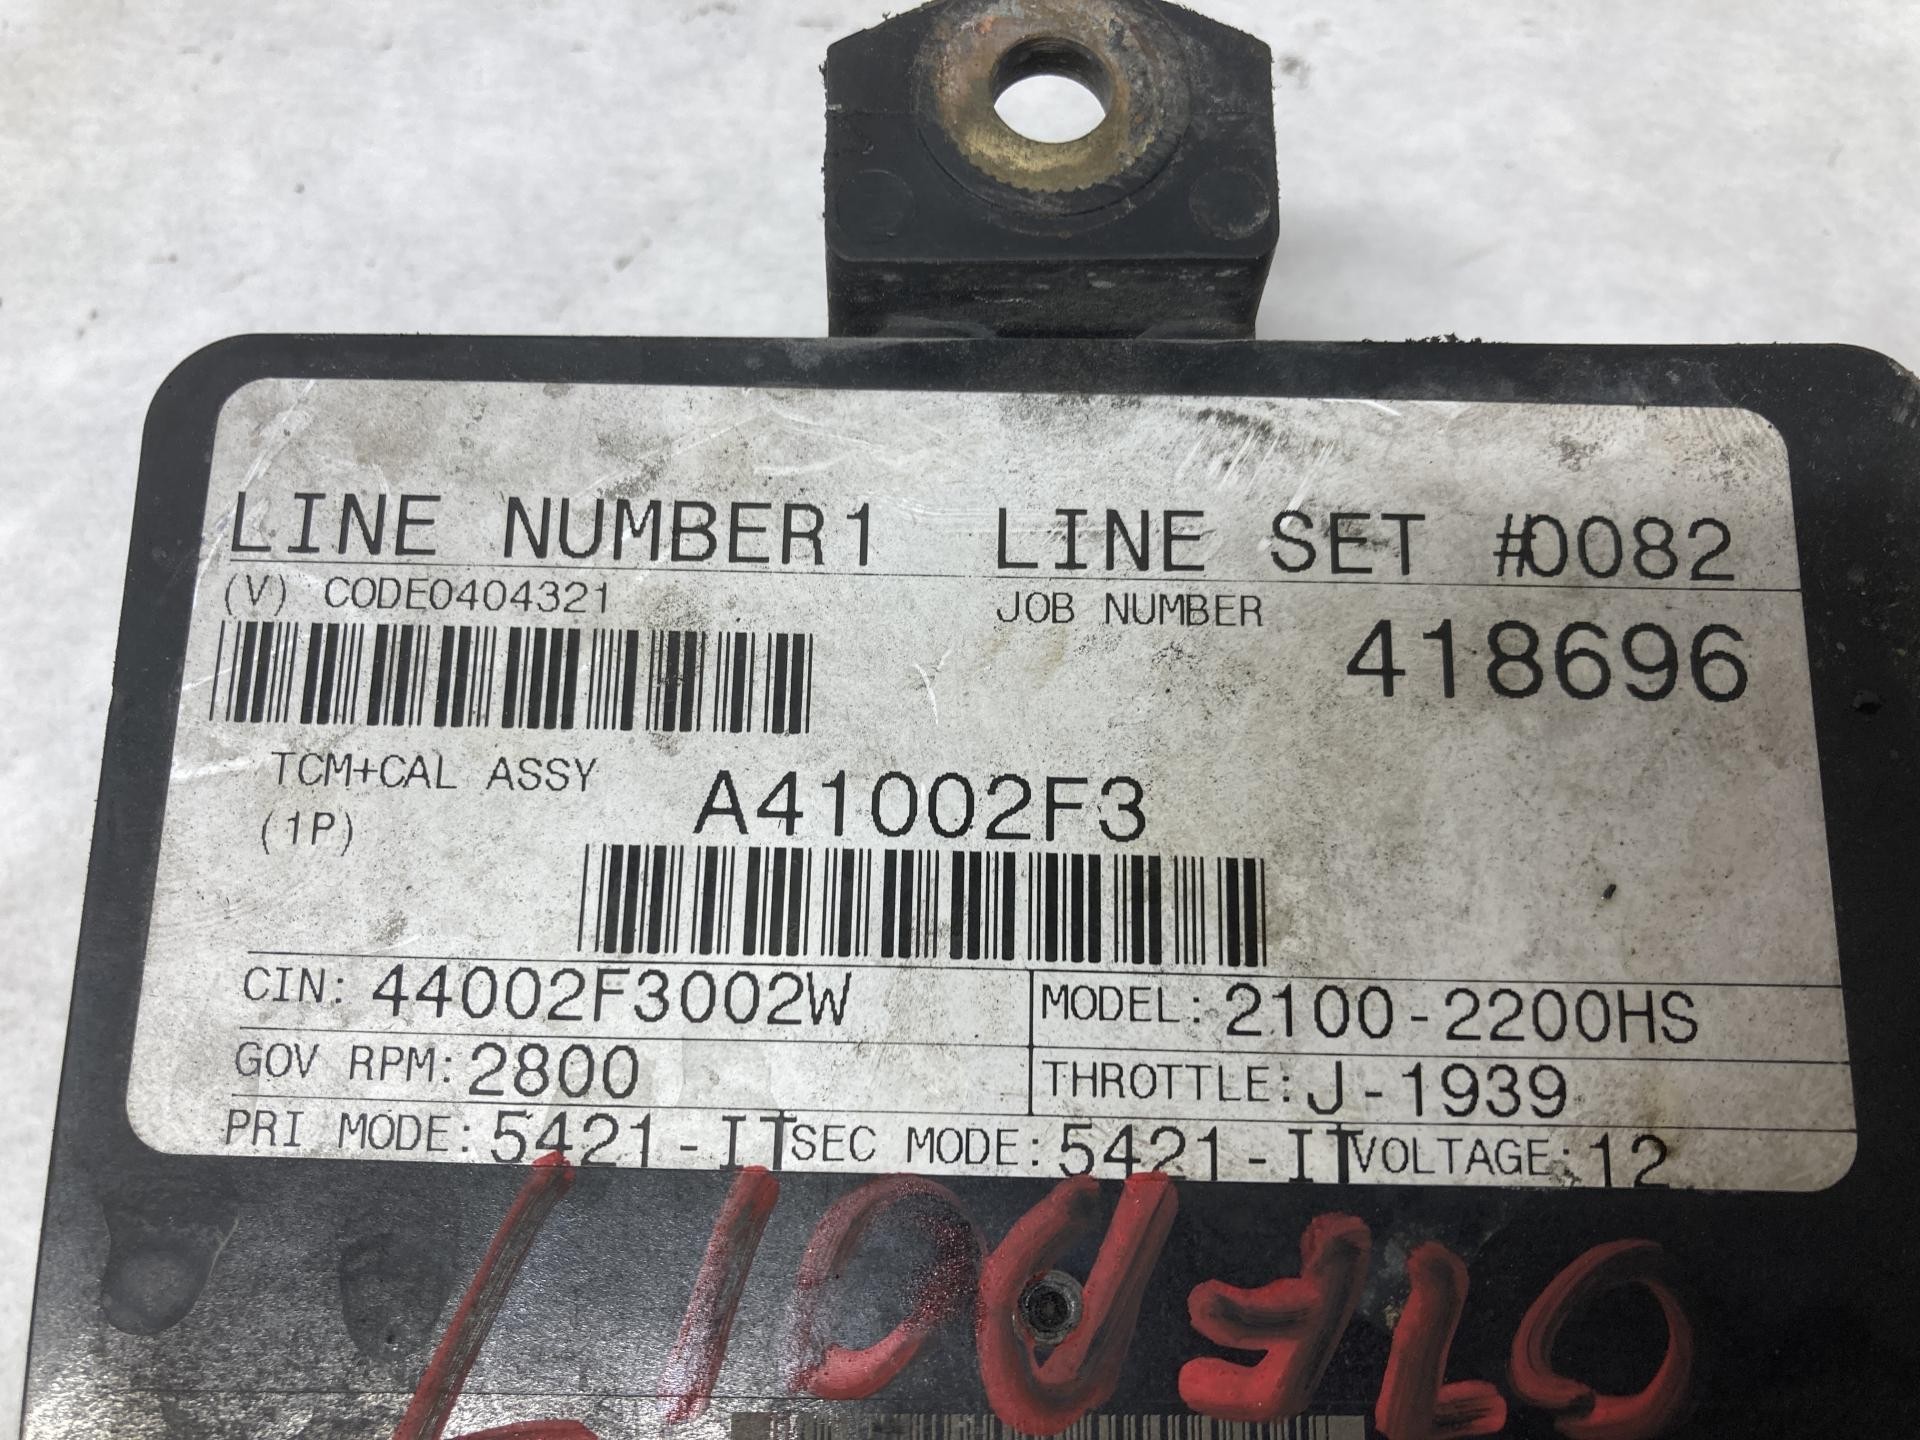 LINE NUMBER1 LINE SET #0082
(V) CODE0404321 JOB NUMBER 418696
TCM+CAL ASSY A41002F3
(1P)
CIN: 44002F3002W MODEL: 2100-2200HS
GOV RPM: 2800 THROTTLE: J-1939
PRI MODE: 5421-IT SEC MODE: 5421-IT VOLTAGE: 12